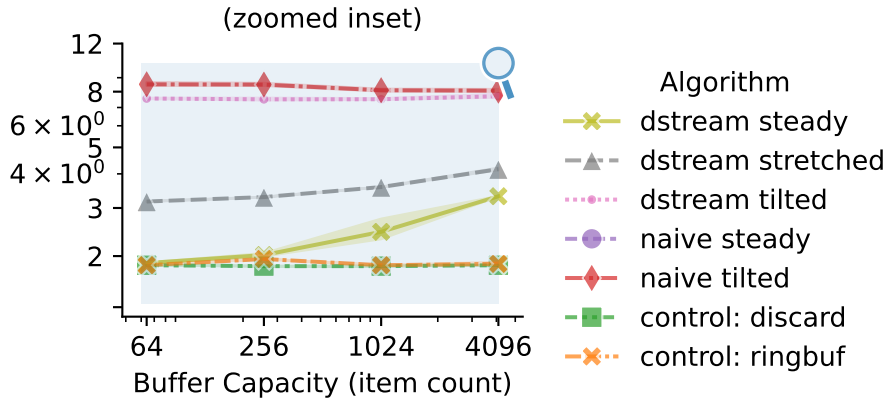 (zoomed inset)
12
8
6 × 10⁰
5
4 × 10⁰
3
2
64 256 1024 4096
Buffer Capacity (item count)
Algorithm
dstream steady
dstream stretched
dstream tilted
naive steady
naive tilted
control: discard
control: ringbuf